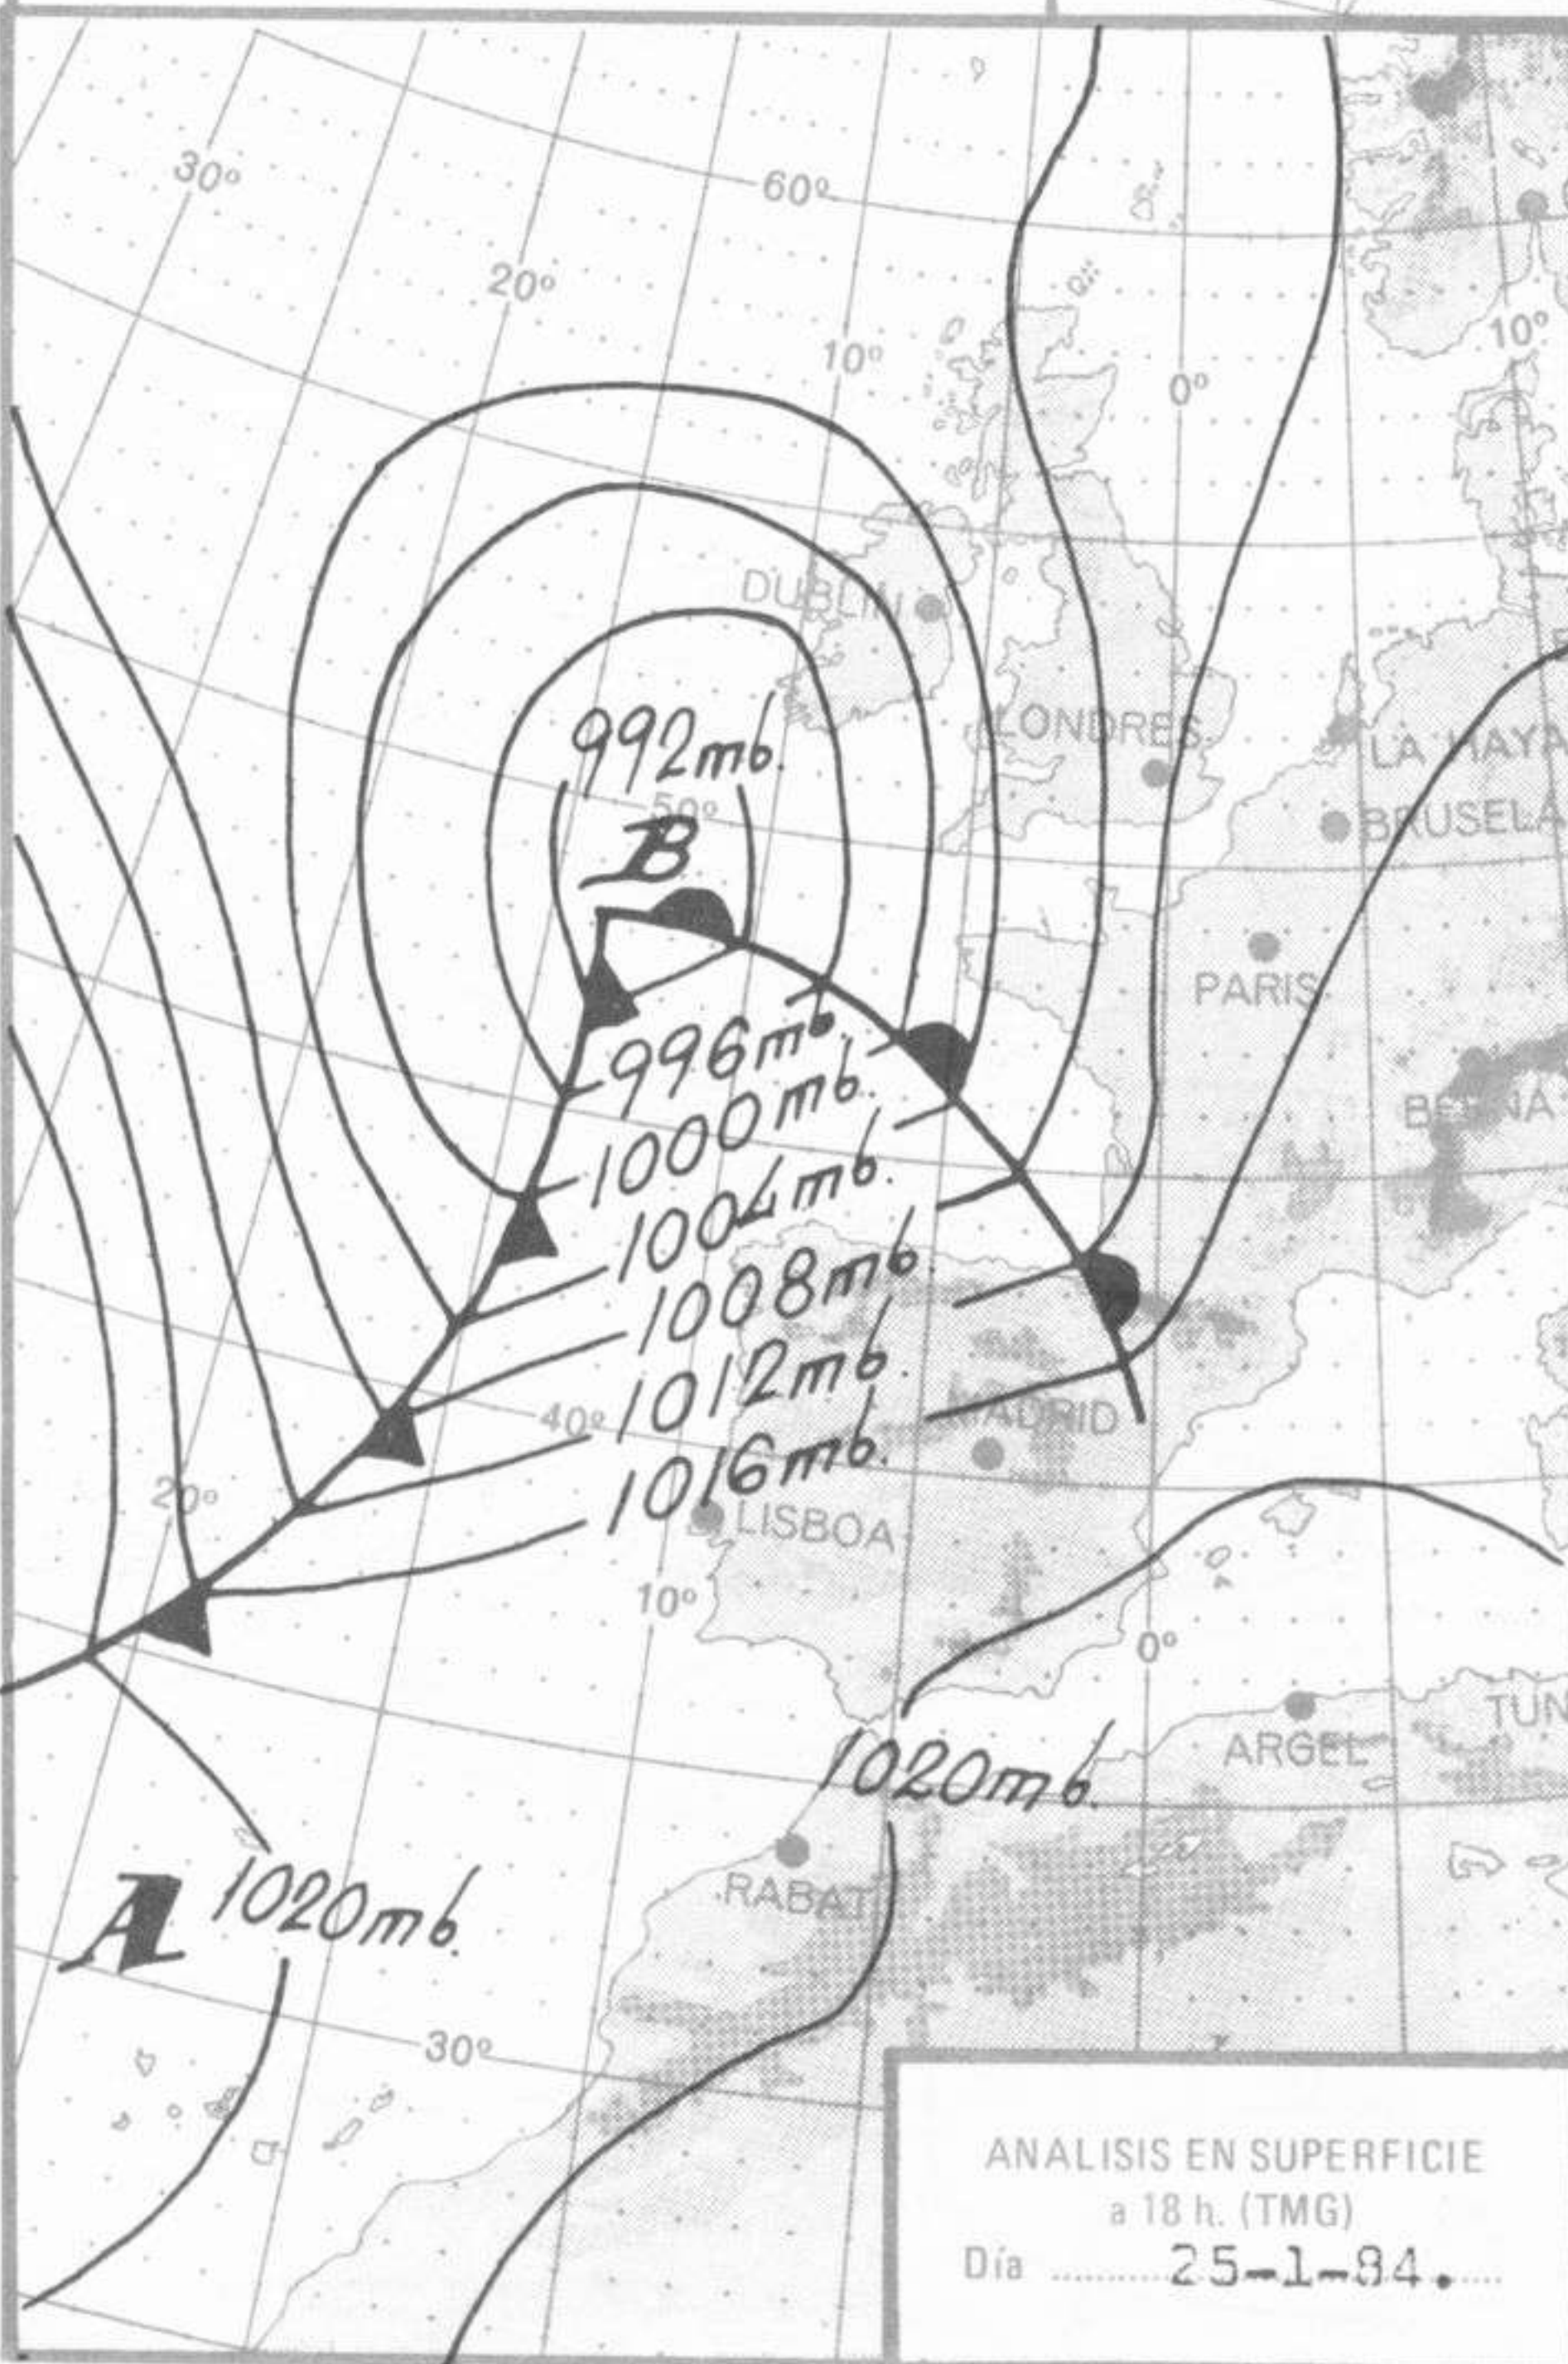 30º
60º
20º
10º
10º
0º
DUBLIN
992mb.
LONDRES
LA HAYA
50º
BRUSELA
B
PARIS
996mb.
1000mb.
BERNA
1004mb.
1008mb.
1012mb.
40º
MADRID
1016mb.
20º
LISBOA
10º
0º
TUN
ARGEL
1020mb.
RABAT
A 1020mb.
30º
ANALISIS EN SUPERFICIE
a 18 h. (TMG)
Día .......... 25-1-84.